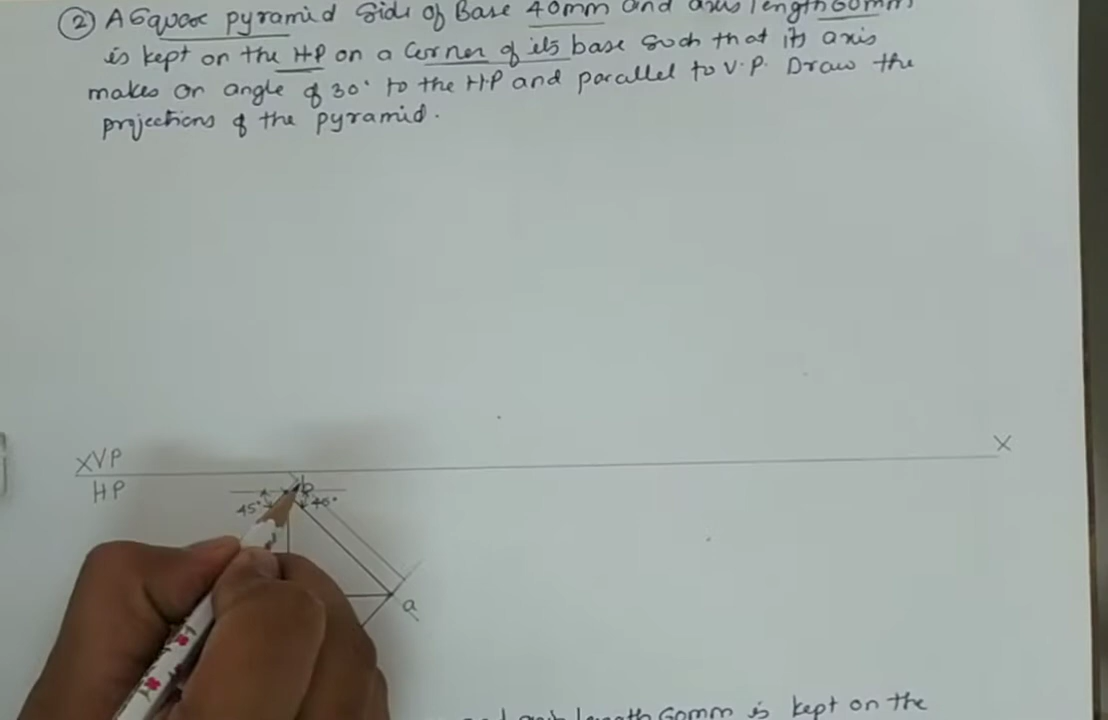 ② A Square pyramid Side of Base 40mm and axis length 60mm
is kept on the HP on a Corner of its base Such that its axis
makes an angle of 30° to the H.P and parallel to V.P. Draw the
projections of the pyramid.
X VP X
HP
b
45° 45°
a
length 60mm is kept on the